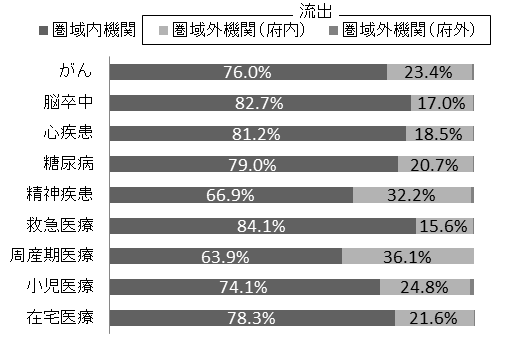 流出
圏域内機関 圏域外機関(府内) 圏域外機関(府外)
がん 76.0% 23.4%
脳卒中 82.7% 17.0%
心疾患 81.2% 18.5%
糖尿病 79.0% 20.7%
精神疾患 66.9% 32.2%
救急医療 84.1% 15.6%
周産期医療 63.9% 36.1%
小児医療 74.1% 24.8%
在宅医療 78.3% 21.6%